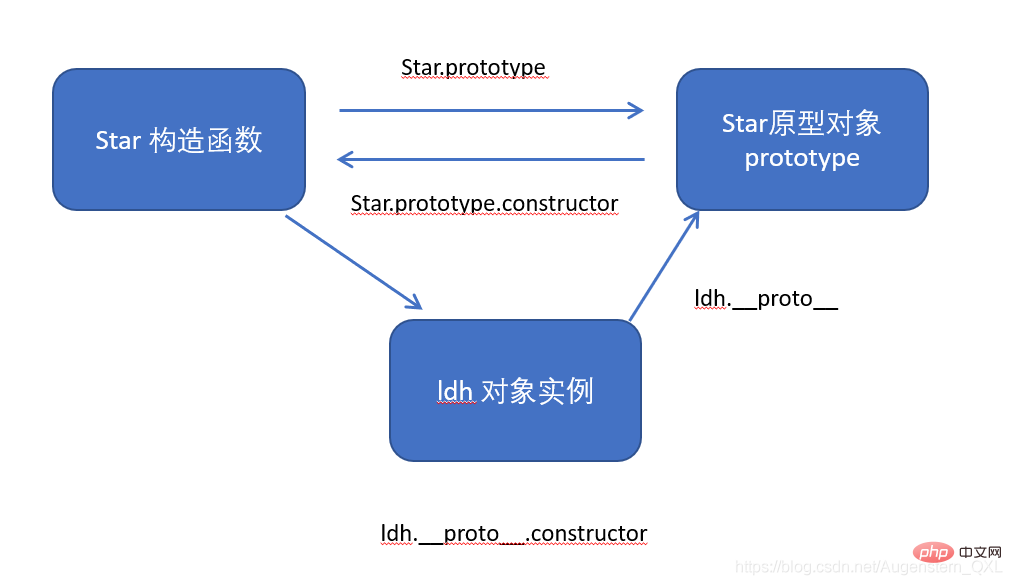 Star.prototype
Star 构造函数
Star原型对象
prototype
Star.prototype.constructor
ldh.__proto__
ldh 对象实例
ldh.__proto__.constructor
php 中文网
https://blog.csdn.net/Augenstern_QXL